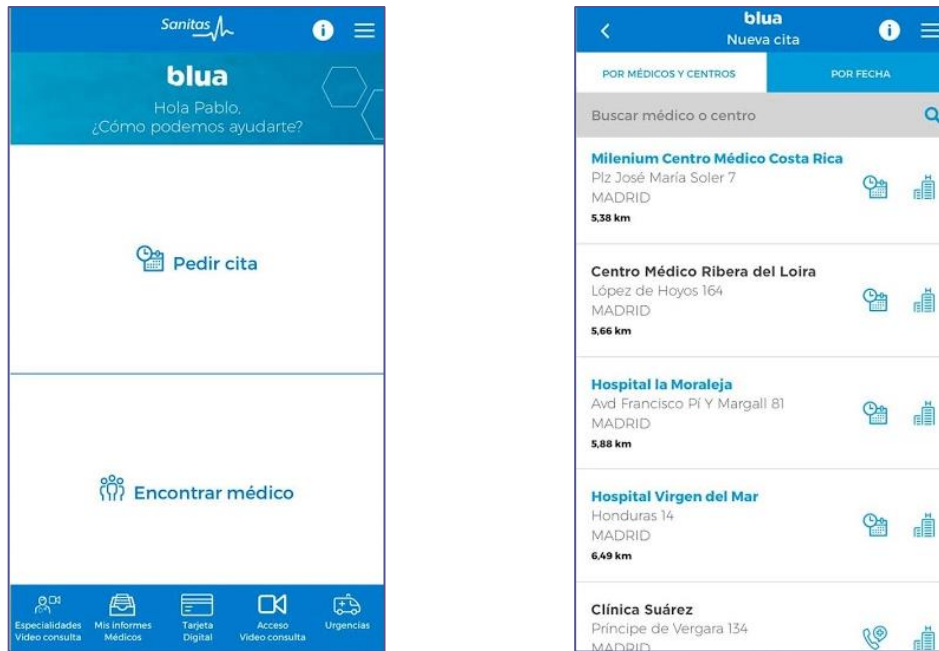 Sanitas
blua
Hola Pablo,
¿Cómo podemos ayudarte?
Pedir cita
Encontrar médico
Especialidades
Video consulta
Mis informes
Médicos
Tarjeta
Digital
Acceso
Video consulta
Urgencias
blua
Nueva cita
POR MÉDICOS Y CENTROS
POR FECHA
Buscar médico o centro
Milenium Centro Médico Costa Rica
Plz José María Soler 7
MADRID
5,38 km
Centro Médico Ribera del Loira
López de Hoyos 164
MADRID
5,66 km
Hospital la Moraleja
Avd Francisco Pí Y Margall 81
MADRID
5,88 km
Hospital Virgen del Mar
Honduras 14
MADRID
6,49 km
Clínica Suárez
Príncipe de Vergara 134
MADRID